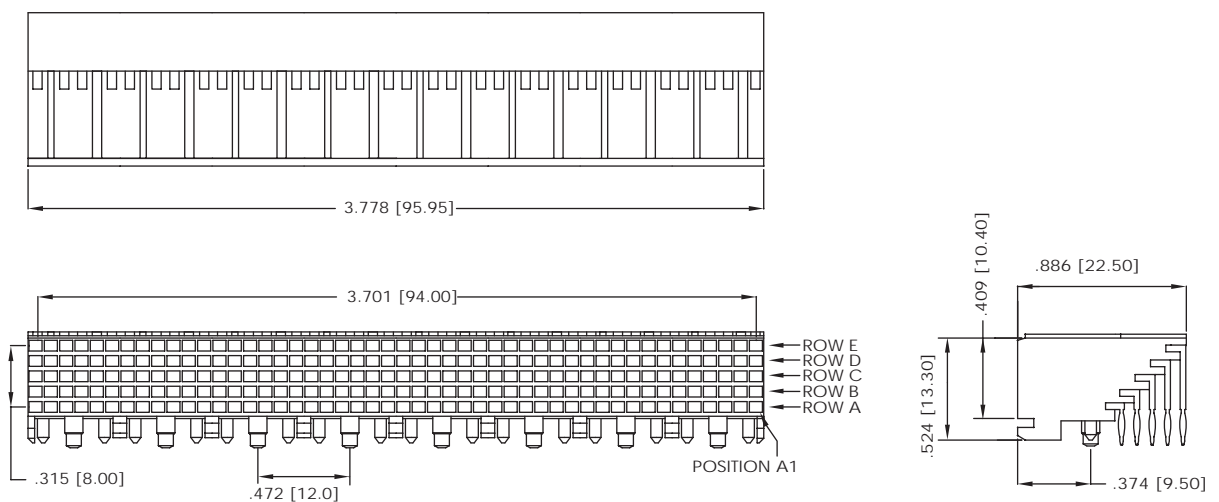 3.778 [95.95]
3.701 [94.00]
ROW E
ROW D
ROW C
ROW B
ROW A
POSITION A1
.315 [8.00]
.472 [12.0]
.409 [10.40]
.886 [22.50]
.524 [13.30]
.374 [9.50]